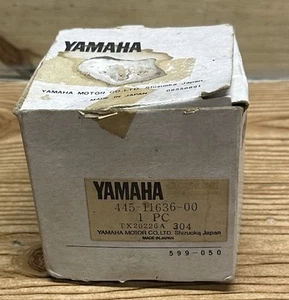 YAMAHA
YAMAHA MOTOR CO., LTD. Shizuoka Japan.
MADE IN JAPAN
YAMAHA
445-11636-00
1 PC
TX20220A 304
YAMAHA MOTOR CO., LTD. Shizuoka Japan
MADE IN JAPAN
599-050